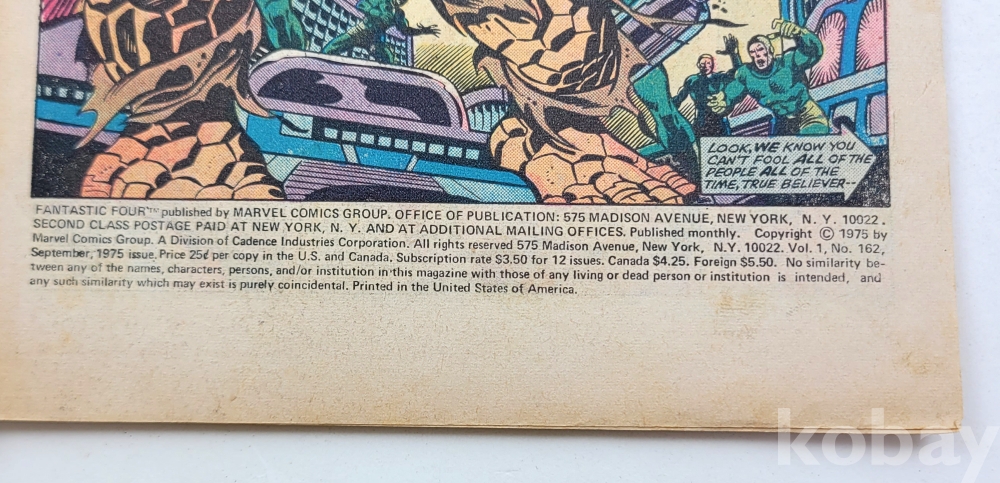 LOOK, WE KNOW YOU
CAN'T FOOL ALL OF THE
PEOPLE ALL OF THE
TIME, TRUE BELIEVER--
FANTASTIC FOUR™ published by MARVEL COMICS GROUP. OFFICE OF PUBLICATION: 575 MADISON AVENUE, NEW YORK, N. Y. 10022.
SECOND CLASS POSTAGE PAID AT NEW YORK, N. Y. AND AT ADDITIONAL MAILING OFFICES. Published monthly. Copyright © 1975 by
Marvel Comics Group. A Division of Cadence Industries Corporation. All rights reserved 575 Madison Avenue, New York, N.Y. 10022. Vol. 1, No. 162,
September, 1975 issue. Price 25¢ per copy in the U.S. and Canada. Subscription rate $3.50 for 12 issues. Canada $4.25. Foreign $5.50. No similarity be-
tween any of the names, characters, persons, and/or institution in this magazine with those of any living or dead person or institution is intended, and
any such similarity which may exist is purely coincidental. Printed in the United States of America.
kobay